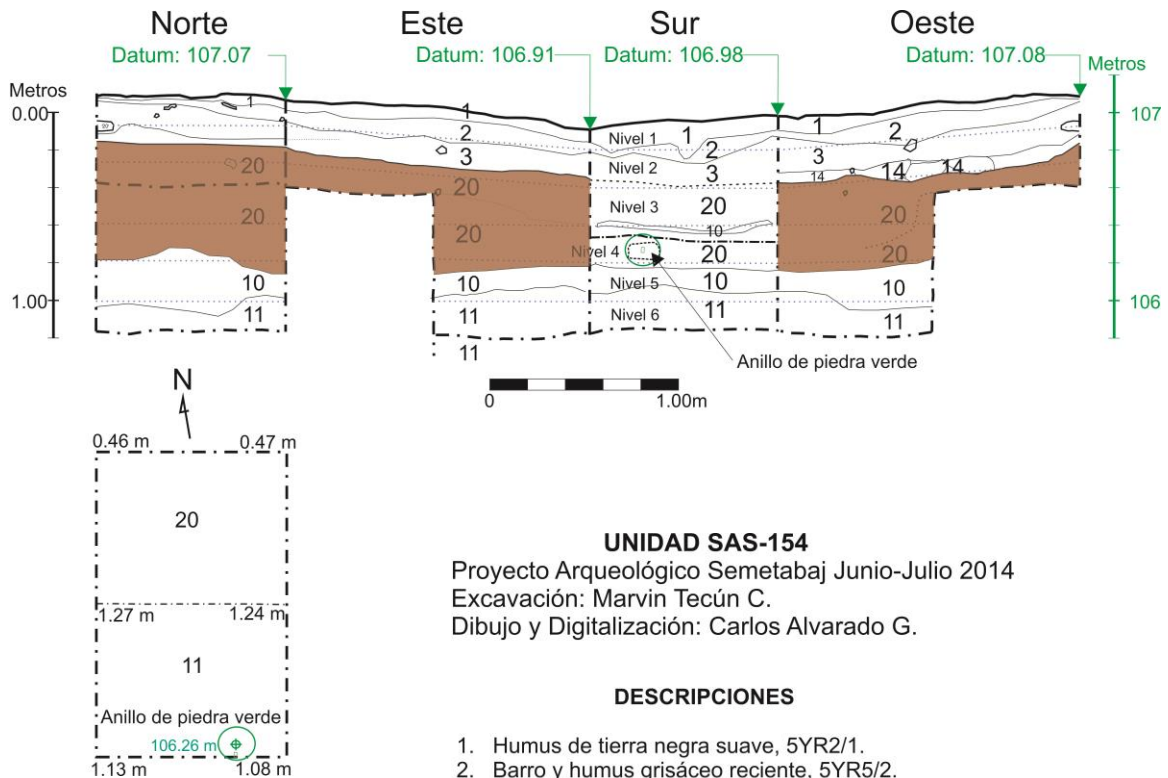 Norte Este Sur Oeste
Datum: 107.07 Datum: 106.91 Datum: 106.98 Datum: 107.08
Metros Metros
0.00 107
1 1 1 1
2 Nivel 1 2 2
3 Nivel 2 3 3
20 20 14 14 14
Nivel 3 20
20 20 10 20
Nivel 4 20 20
10 10 Nivel 5 10 10
1.00 106
11 11 Nivel 6 11 11
11
Anillo de piedra verde
0 1.00m
N
0.46 m 0.47 m
20
1.27 m 1.24 m
11
Anillo de piedra verde
106.26 m
1.13 m 1.08 m
UNIDAD SAS-154
Proyecto Arqueológico Semetabaj Junio-Julio 2014
Excavación: Marvin Tecún C.
Dibujo y Digitalización: Carlos Alvarado G.
DESCRIPCIONES
1. Humus de tierra negra suave, 5YR2/1.
2. Barro y humus grisáceo reciente, 5YR5/2.